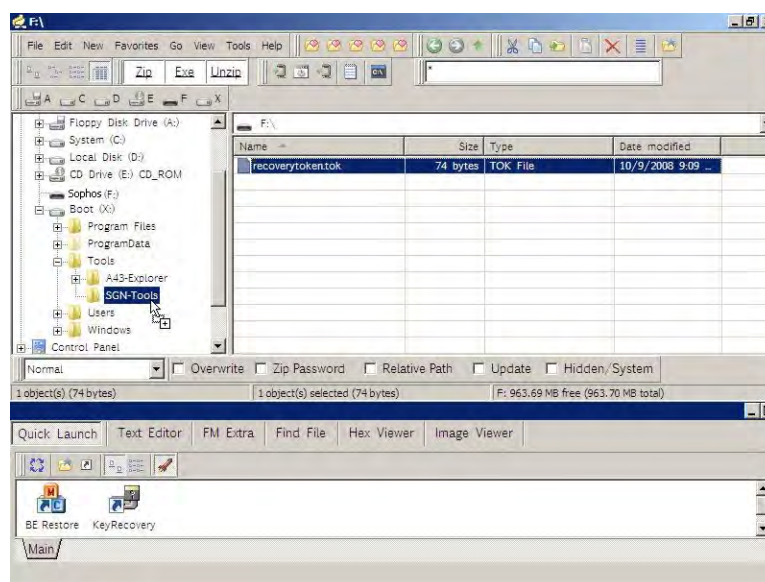 F:\
File Edit New Favorites Go View Tools Help
Zip Exe Unzip *
A C D E F X
Floppy Disk Drive (A:)
System (C:)
Local Disk (D:)
CD Drive (E:) CD_ROM
Sophos (F:)
Boot (X:)
Program Files
ProgramData
Tools
A43-Explorer
SGN-Tools
Users
Windows
Control Panel
F:\
Name Size Type Date modified
recoverytoken.tok 74 bytes TOK File 10/9/2008 9:09 ...
Normal Overwrite Zip Password Relative Path Update Hidden/System
1 object(s) (74 bytes) 1 object(s) selected (74 bytes) F: 963.69 MB free (963.70 MB total)
Quick Launch Text Editor FM Extra Find File Hex Viewer Image Viewer
BE Restore KeyRecovery
Main